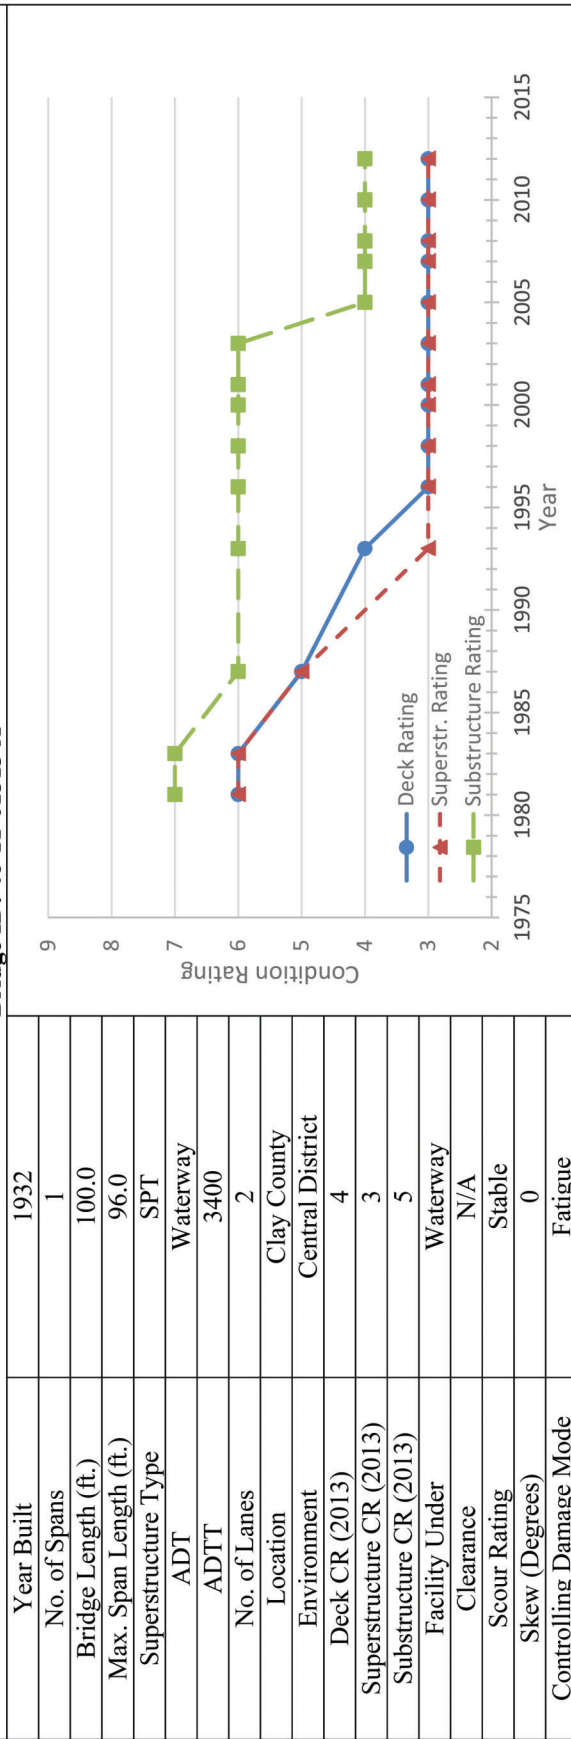 Year Built 1932
No. of Spans 1
Bridge Length (ft.) 100.0
Max. Span Length (ft.) 96.0
Superstructure Type SPT
ADT Waterway
ADTT 3400
No. of Lanes 2
Location Clay County
Environment Central District
Deck CR (2013) 4
Superstructure CR (2013) 3
Substructure CR (2013) 5
Facility Under Waterway
Clearance N/A
Scour Rating Stable
Skew (Degrees) 0
Controlling Damage Mode Fatigue
Condition Rating
9
8
7
6
5
4
3
2
Deck Rating
Superstr. Rating
Substructure Rating
1975 1980 1985 1990 1995 2000 2005 2010 2015
Year